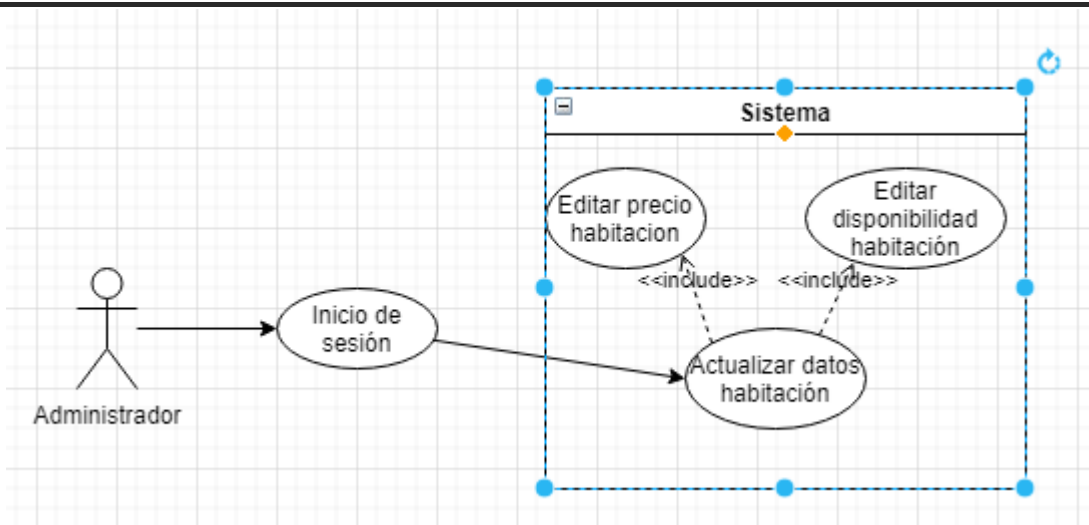 Sistema
Editar precio
habitacion
Editar
disponibilidad
habitación
<<include>>
<<include>>
Inicio de
sesión
Actualizar datos
habitación
Administrador